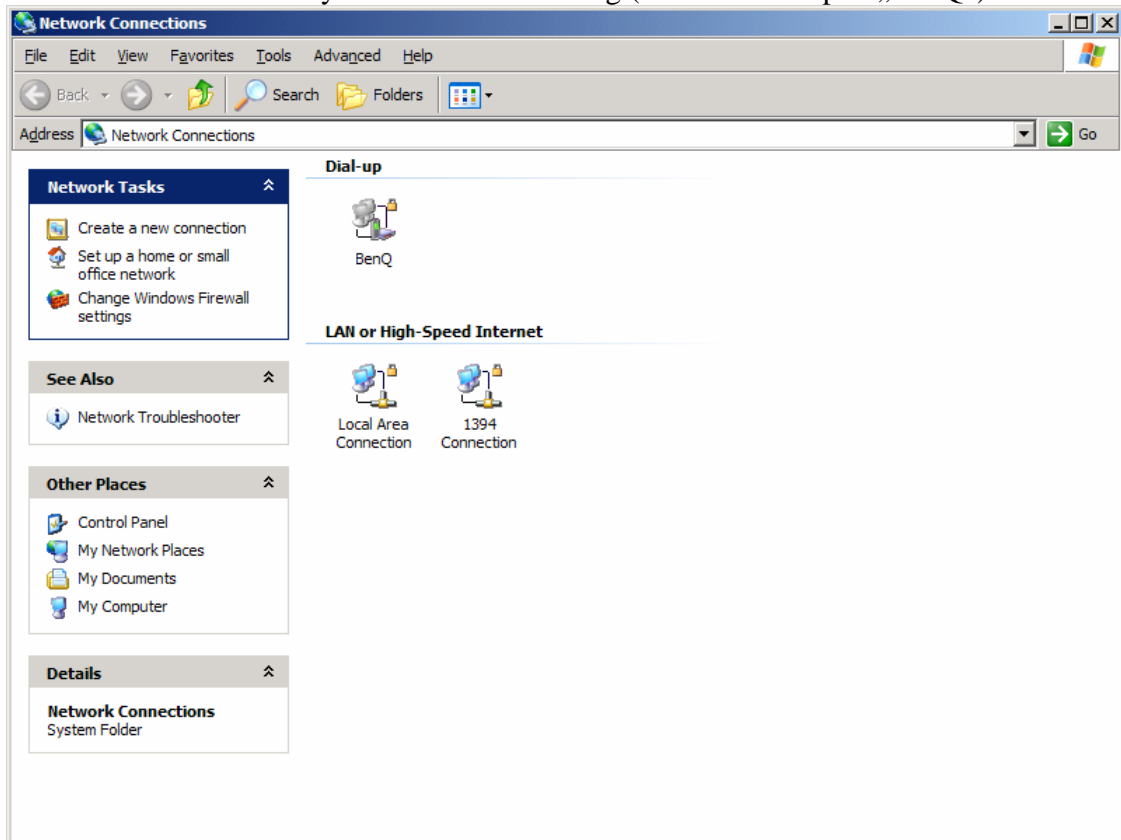 Network Connections
File Edit View Favorites Tools Advanced Help
Back Search Folders
Address Network Connections Go
Network Tasks
Create a new connection
Set up a home or small
office network
Change Windows Firewall
settings
See Also
Network Troubleshooter
Other Places
Control Panel
My Network Places
My Documents
My Computer
Details
Network Connections
System Folder
Dial-up
BenQ
LAN or High-Speed Internet
Local Area
Connection
1394
Connection